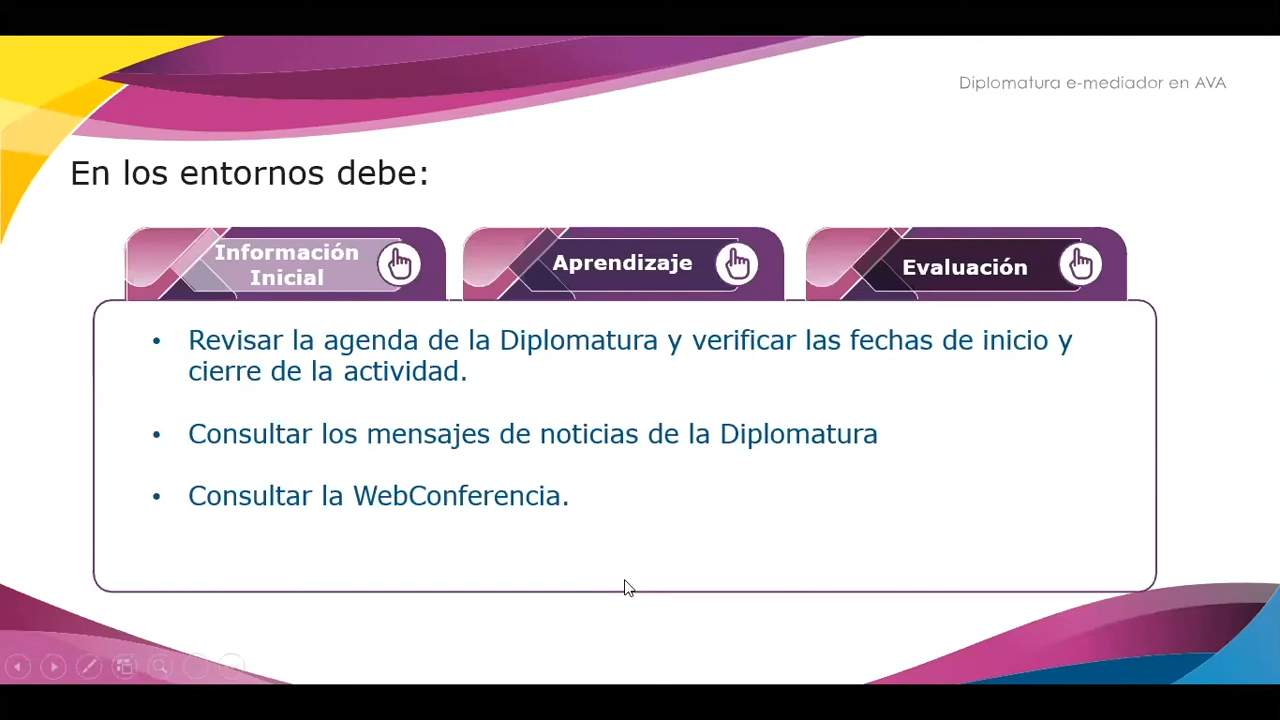 Diplomatura e-mediador en AVA
En los entornos debe:
Información
Inicial
Aprendizaje
Evaluación
• Revisar la agenda de la Diplomatura y verificar las fechas de inicio y
cierre de la actividad.
• Consultar los mensajes de noticias de la Diplomatura
• Consultar la WebConferencia.